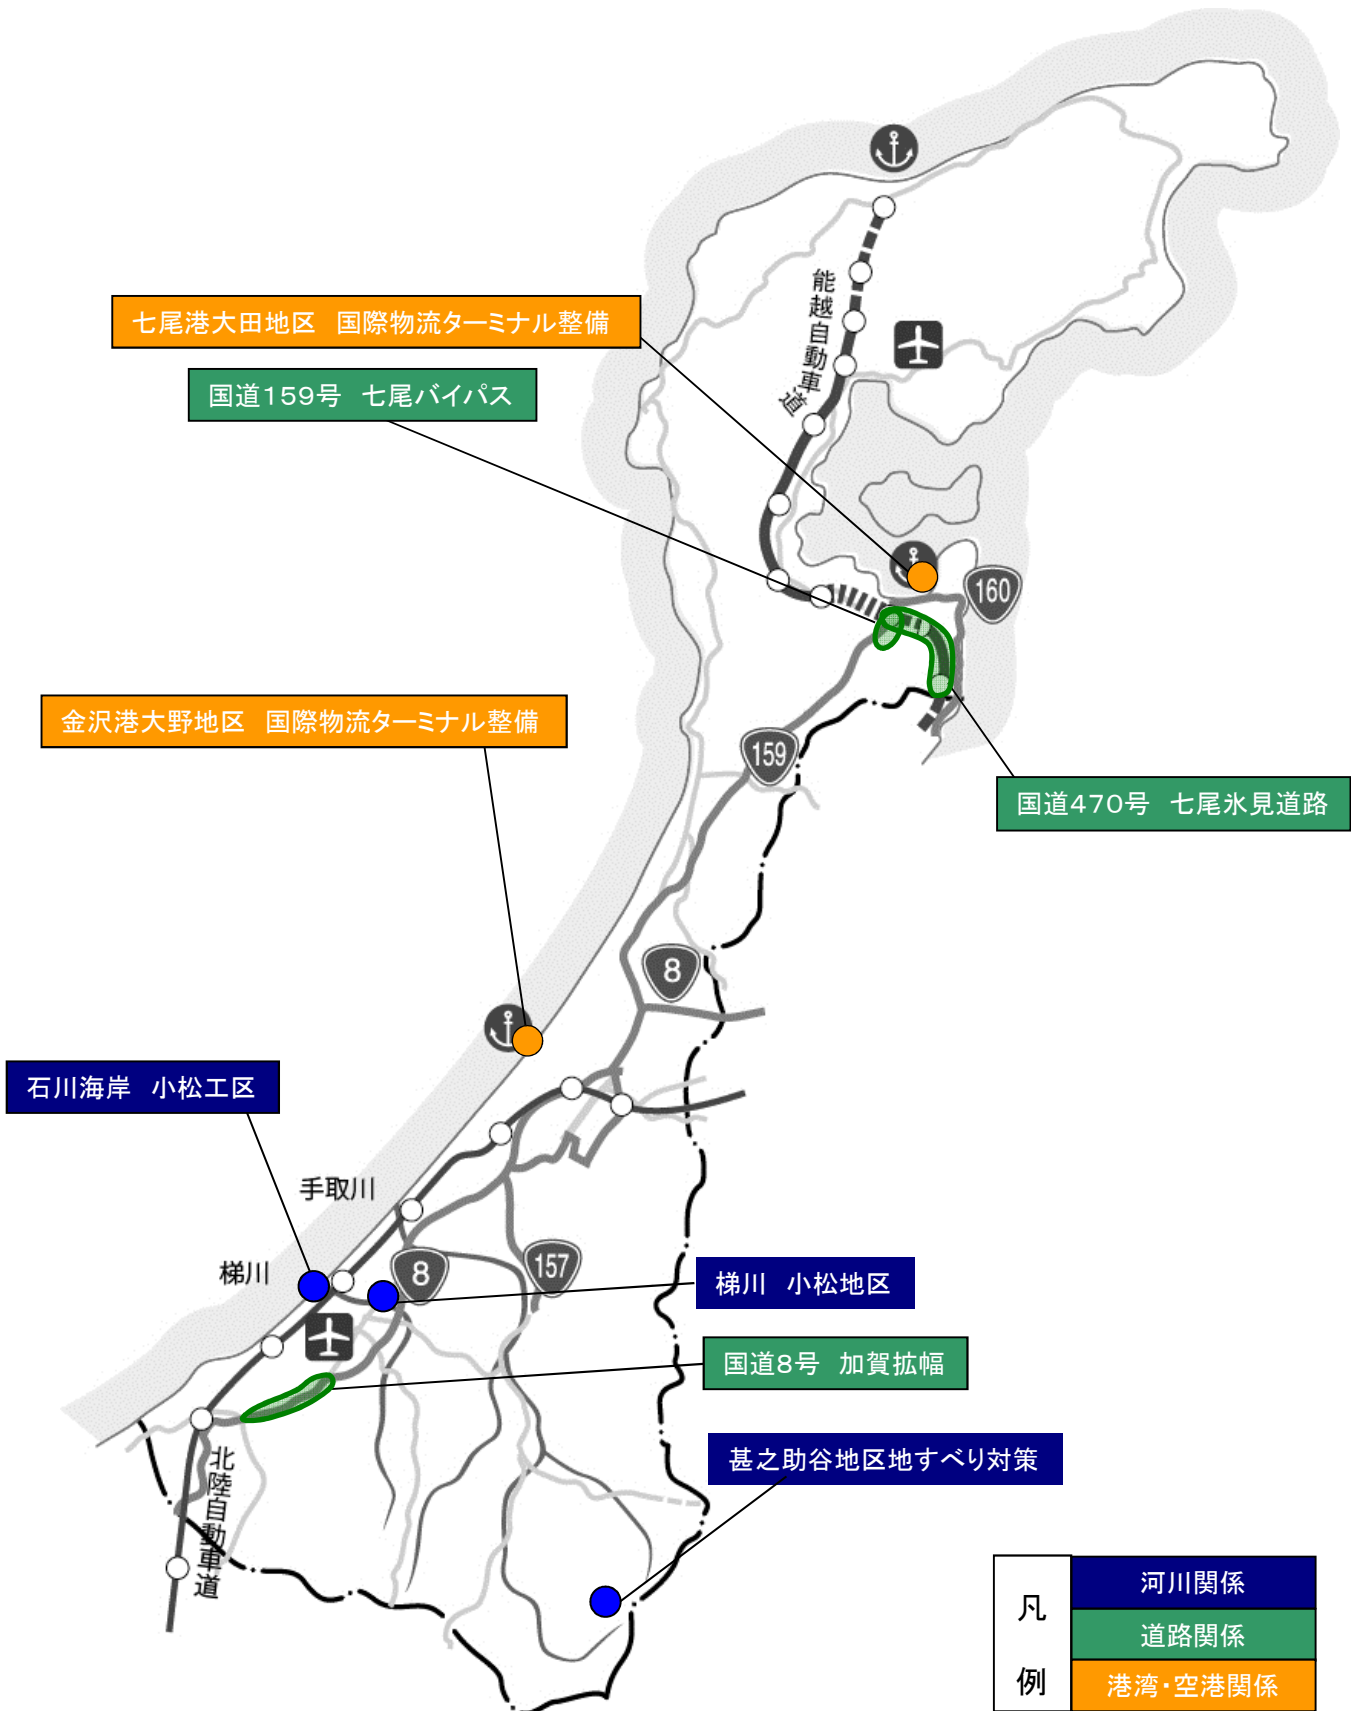 能越自動車道
七尾港大田地区　国際物流ターミナル整備
国道159号　七尾バイパス
160
金沢港大野地区　国際物流ターミナル整備
159
国道470号　七尾氷見道路
8
石川海岸　小松工区
手取川
梯川
8
157
梯川　小松地区
国道8号　加賀拡幅
北陸自動車道
甚之助谷地区地すべり対策
凡例
河川関係
道路関係
港湾・空港関係